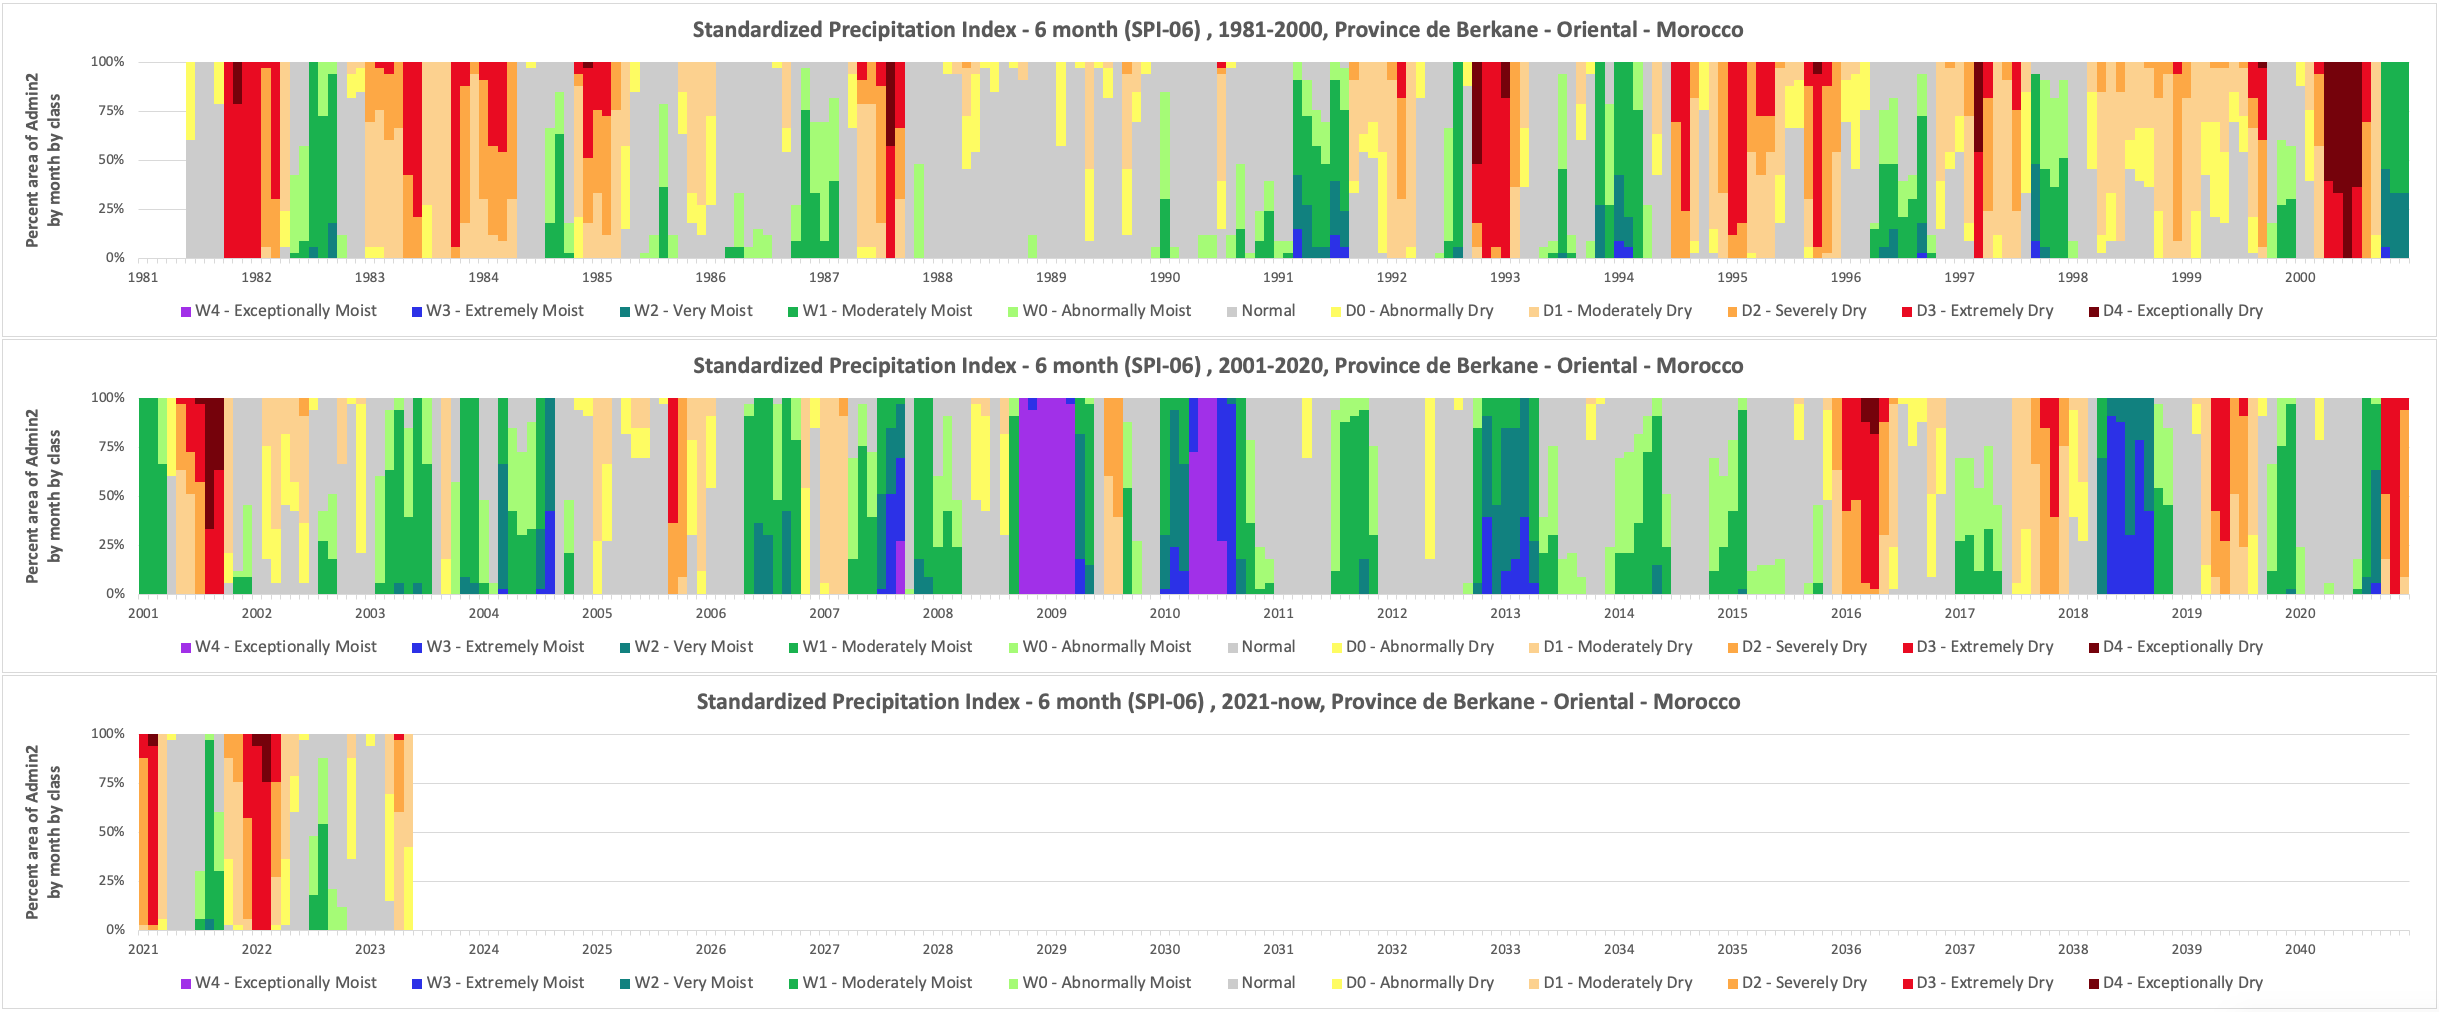 Standardized Precipitation Index - 6 month (SPI-06) , 1981-2000, Province de Berkane - Oriental - Morocco
Percent area of Admin2
by month by class
100%
75%
50%
25%
0%
1981 1982 1983 1984 1985 1986 1987 1988 1989 1990 1991 1992 1993 1994 1995 1996 1997 1998 1999 2000
W4 - Exceptionally Moist W3 - Extremely Moist W2 - Very Moist W1 - Moderately Moist W0 - Abnormally Moist Normal D0 - Abnormally Dry D1 - Moderately Dry D2 - Severely Dry D3 - Extremely Dry D4 - Exceptionally Dry
Standardized Precipitation Index - 6 month (SPI-06) , 2001-2020, Province de Berkane - Oriental - Morocco
Percent area of Admin2
by month by class
100%
75%
50%
25%
0%
2001 2002 2003 2004 2005 2006 2007 2008 2009 2010 2011 2012 2013 2014 2015 2016 2017 2018 2019 2020
W4 - Exceptionally Moist W3 - Extremely Moist W2 - Very Moist W1 - Moderately Moist W0 - Abnormally Moist Normal D0 - Abnormally Dry D1 - Moderately Dry D2 - Severely Dry D3 - Extremely Dry D4 - Exceptionally Dry
Standardized Precipitation Index - 6 month (SPI-06) , 2021-now, Province de Berkane - Oriental - Morocco
Percent area of Admin2
by month by class
100%
75%
50%
25%
0%
2021 2022 2023 2024 2025 2026 2027 2028 2029 2030 2031 2032 2033 2034 2035 2036 2037 2038 2039 2040
W4 - Exceptionally Moist W3 - Extremely Moist W2 - Very Moist W1 - Moderately Moist W0 - Abnormally Moist Normal D0 - Abnormally Dry D1 - Moderately Dry D2 - Severely Dry D3 - Extremely Dry D4 - Exceptionally Dry